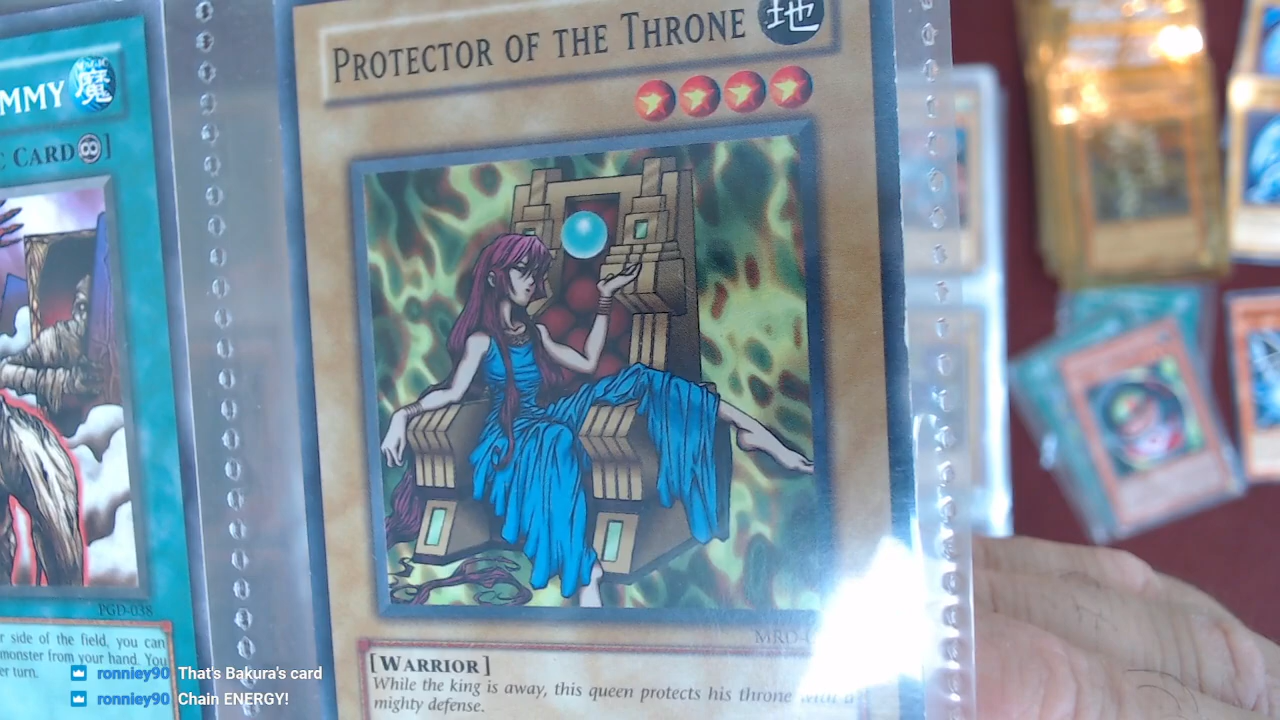 MMY 魔
C CARD ∞]
PGD-038
r side of the field, you can
monster from your hand. You
er turn.
PROTECTOR OF THE THRONE 地
MRD-
[WARRIOR]
While the king is away, this queen protects his throne with a
mighty defense.
ronniey90 That's Bakura's card
ronniey90 Chain ENERGY!